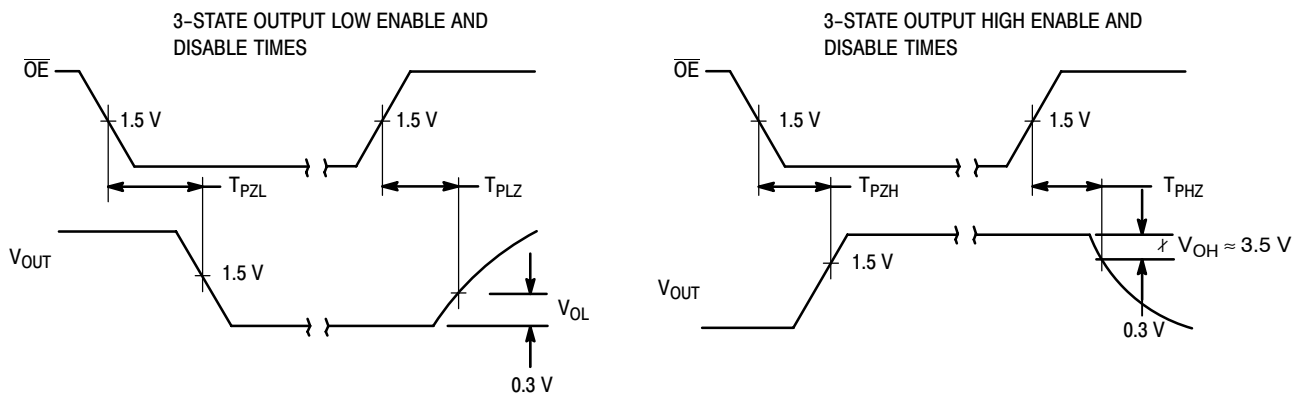 3-STATE OUTPUT LOW ENABLE AND
DISABLE TIMES
OE
1.5 V
1.5 V
TPZL
TPLZ
VOUT
1.5 V
VOL
0.3 V
3-STATE OUTPUT HIGH ENABLE AND
DISABLE TIMES
OE
1.5 V
1.5 V
TPZH
TPHZ
VOH ≈ 3.5 V
1.5 V
VOUT
0.3 V